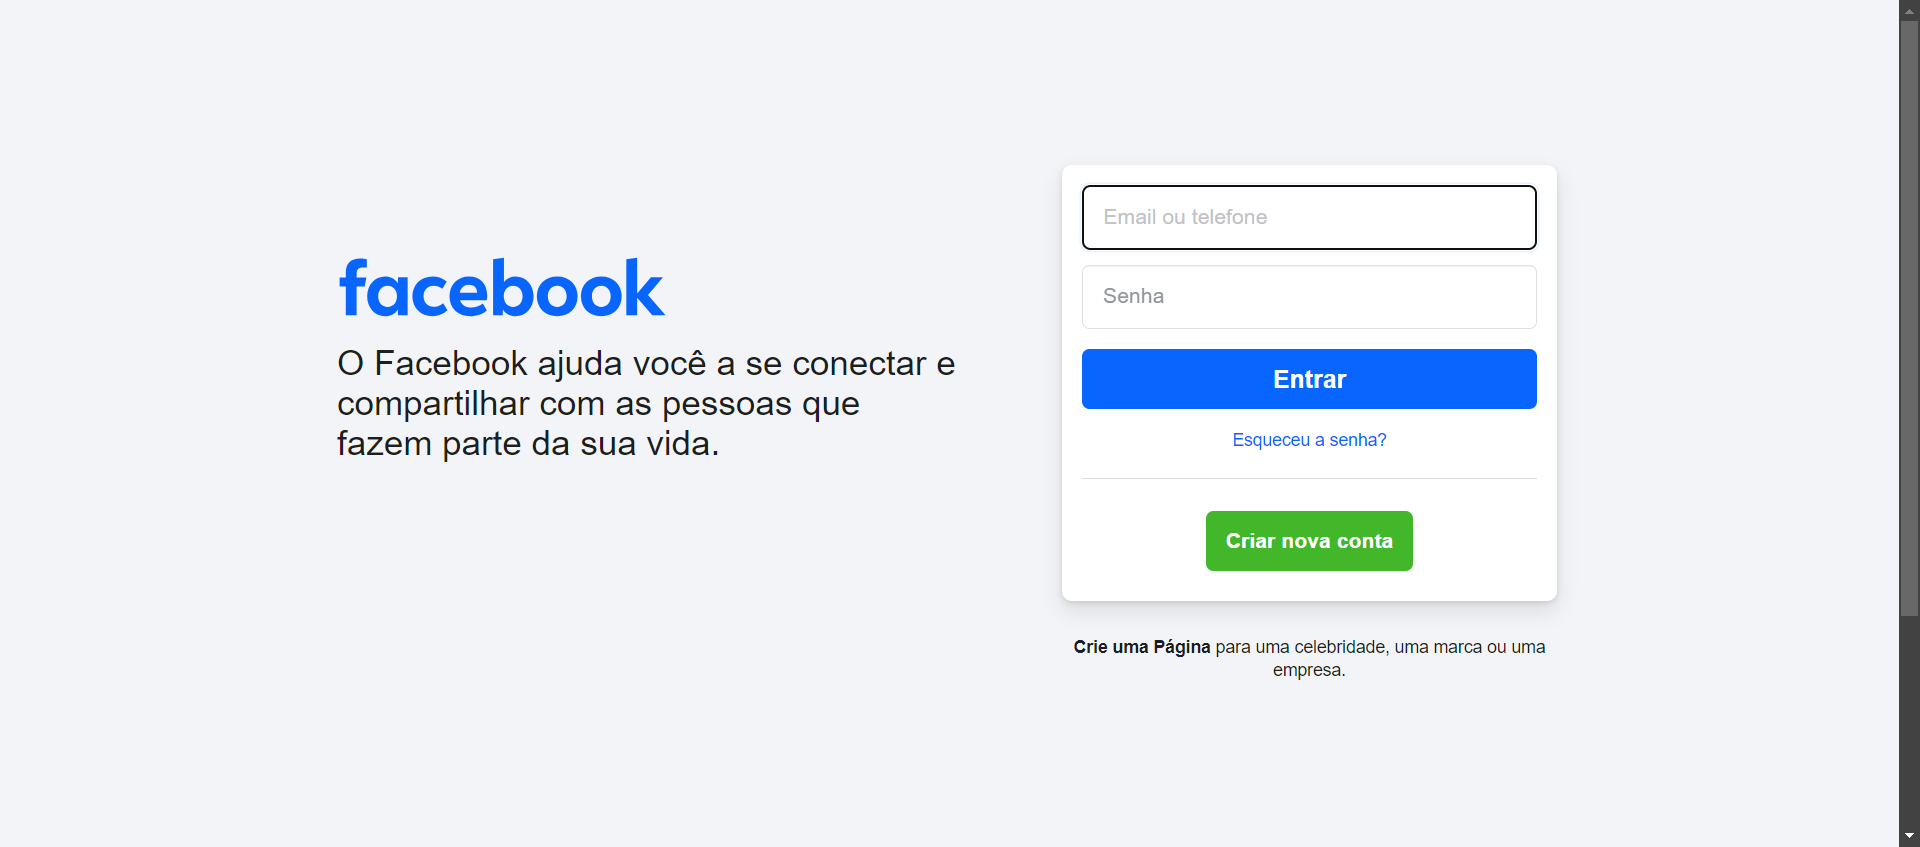 facebook
O Facebook ajuda você a se conectar e
compartilhar com as pessoas que
fazem parte da sua vida.
Email ou telefone
Senha
Entrar
Esqueceu a senha?
Criar nova conta
Crie uma Página para uma celebridade, uma marca ou uma
empresa.